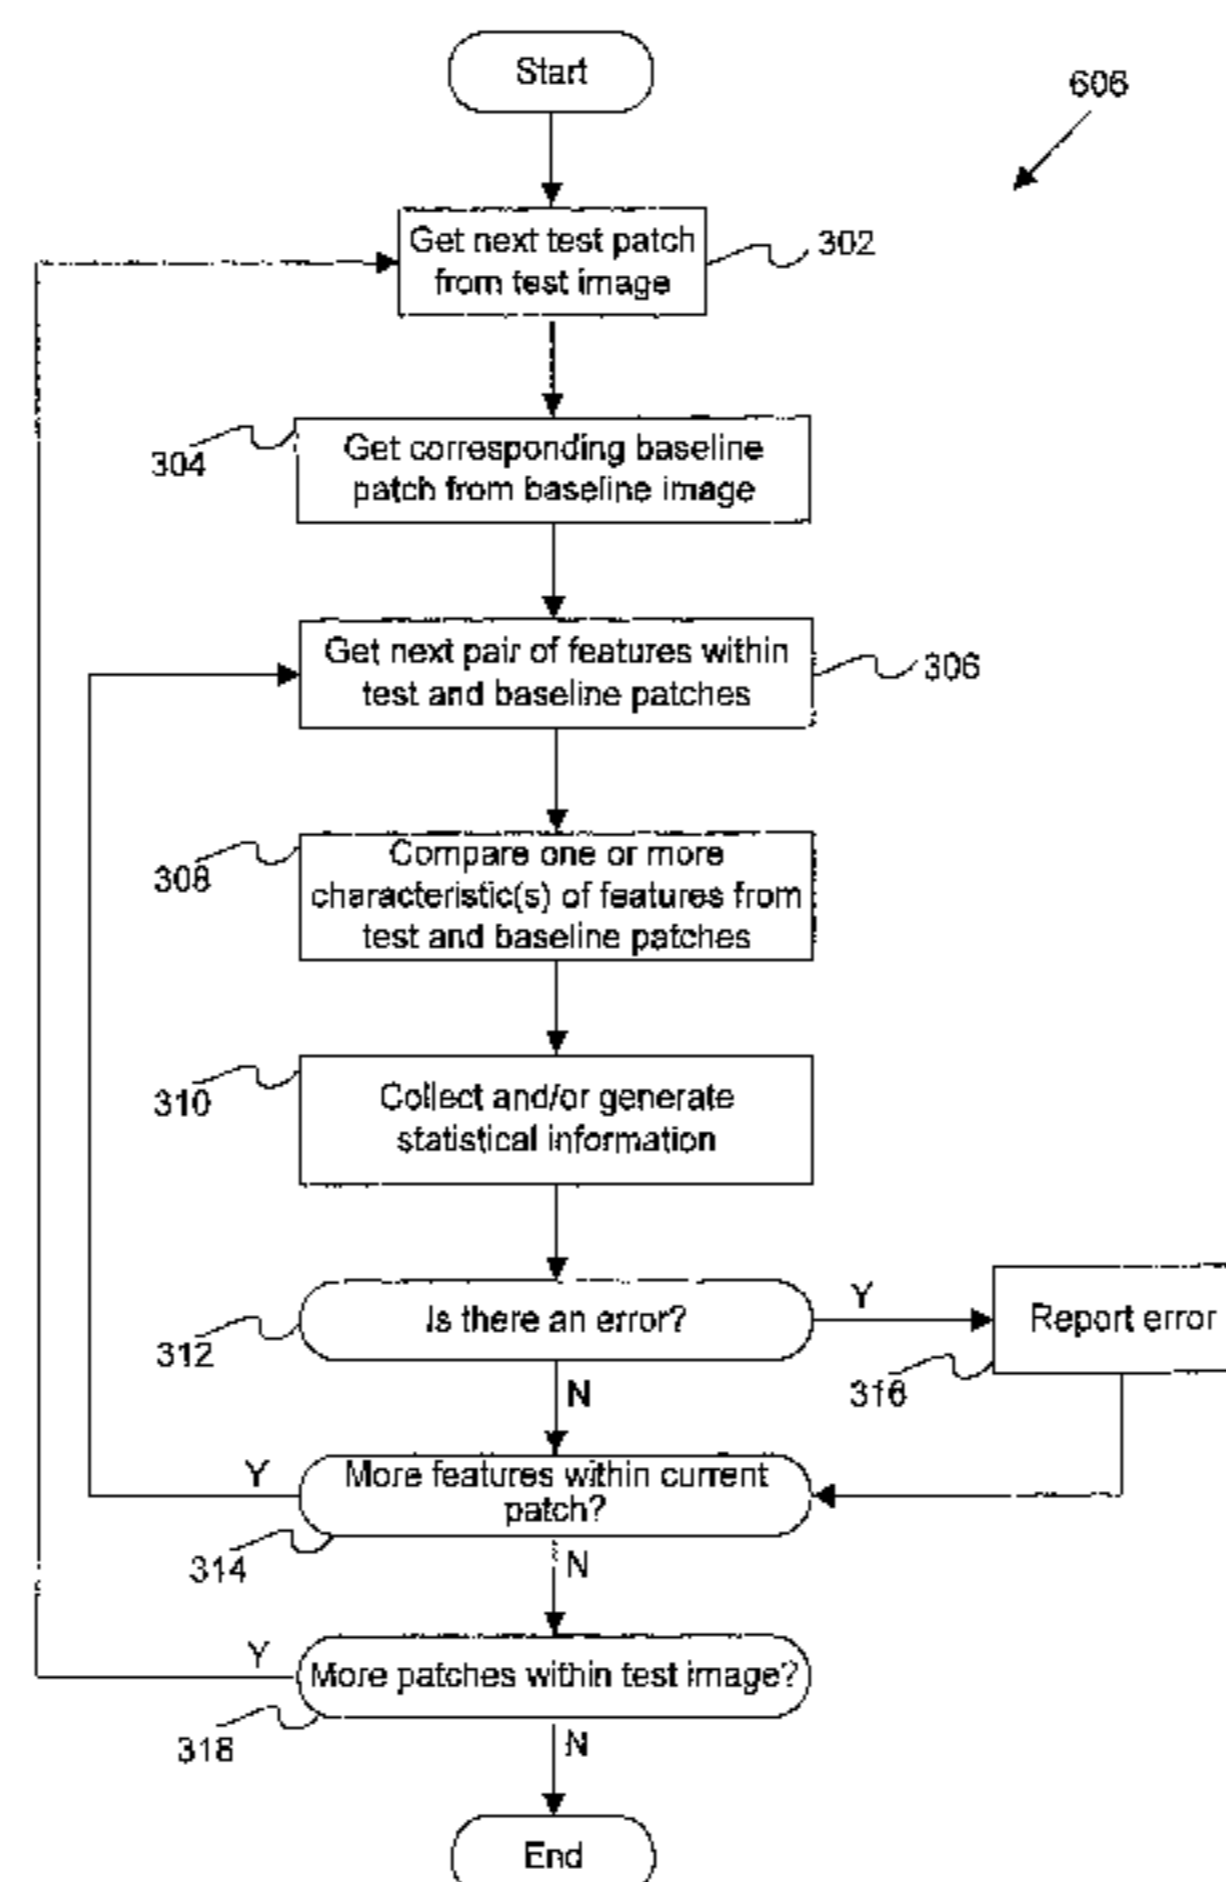 Start
606
Get next test patch
from test image
302
304
Get corresponding baseline
patch from baseline image
Get next pair of features within
test and baseline patches
306
308
Compare one or more
characteristic(s) of features from
test and baseline patches
310
Collect and/or generate
statistical information
Is there an error?
Y
Report error
312
316
N
Y
More features within current
patch?
314
N
Y
More patches within test image?
318
N
End